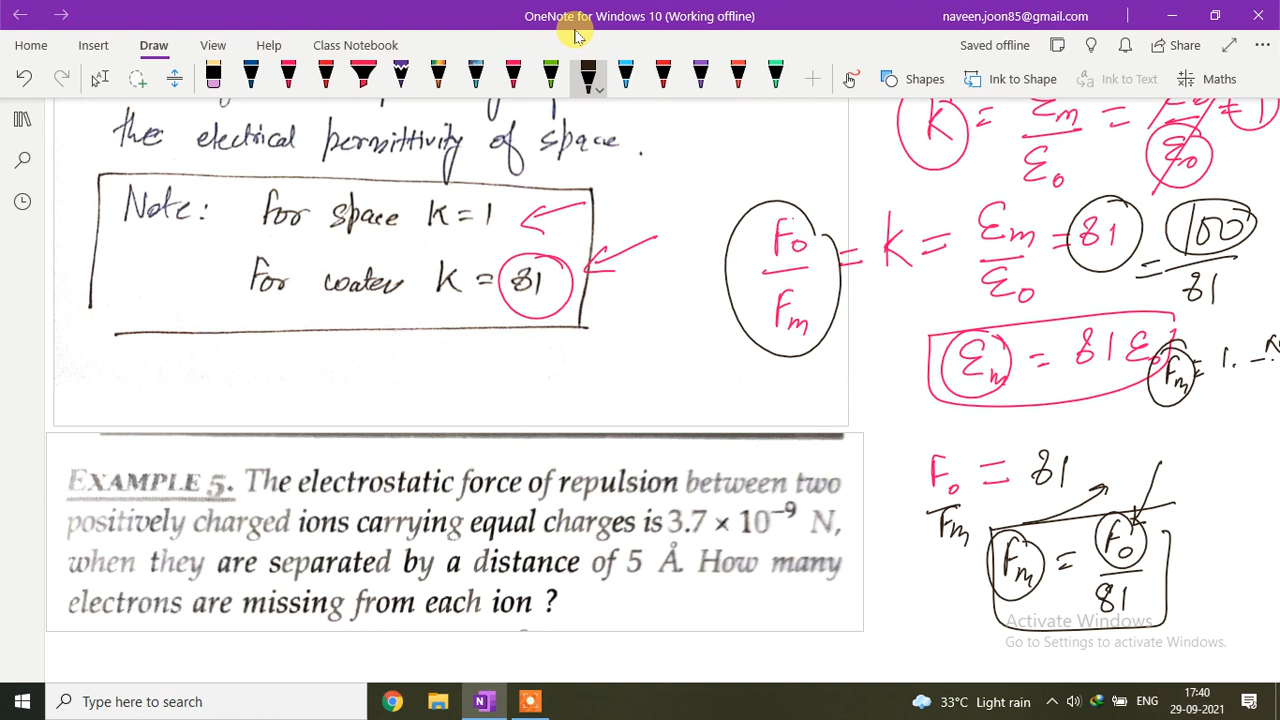 OneNote for Windows 10 (Working offline)
naveen.joon85@gmail.com
Home Insert Draw View Help Class Notebook
Saved offline
Share
Shapes
Ink to Shape
Ink to Text
Maths
the electrical permittivity of space.
Note: For space K = 1
For water K = 81
K = εm/ε0 = = 1
ε0
F0/Fm = K = εm/ε0 = 81
= 100/81
εm = 81 ε0
Fm = 1.
F0/Fm = 81
Fm = F0/81
EXAMPLE 5. The electrostatic force of repulsion between two
positively charged ions carrying equal charges is 3.7 × 10⁻⁹ N,
when they are separated by a distance of 5 Å. How many
electrons are missing from each ion ?
Activate Windows
Go to Settings to activate Windows.
Type here to search
33°C Light rain
ENG
17:40
29-09-2021